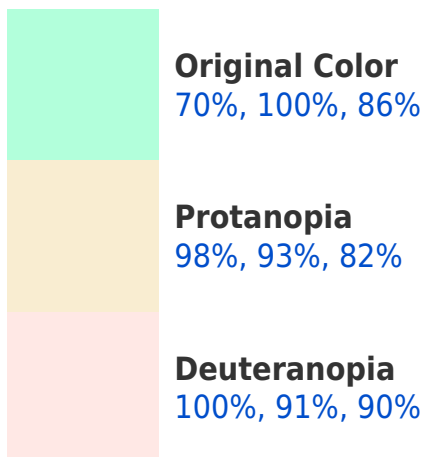 Original Color
70%, 100%, 86%
Protanopia
98%, 93%, 82%
Deuteranopia
100%, 91%, 90%